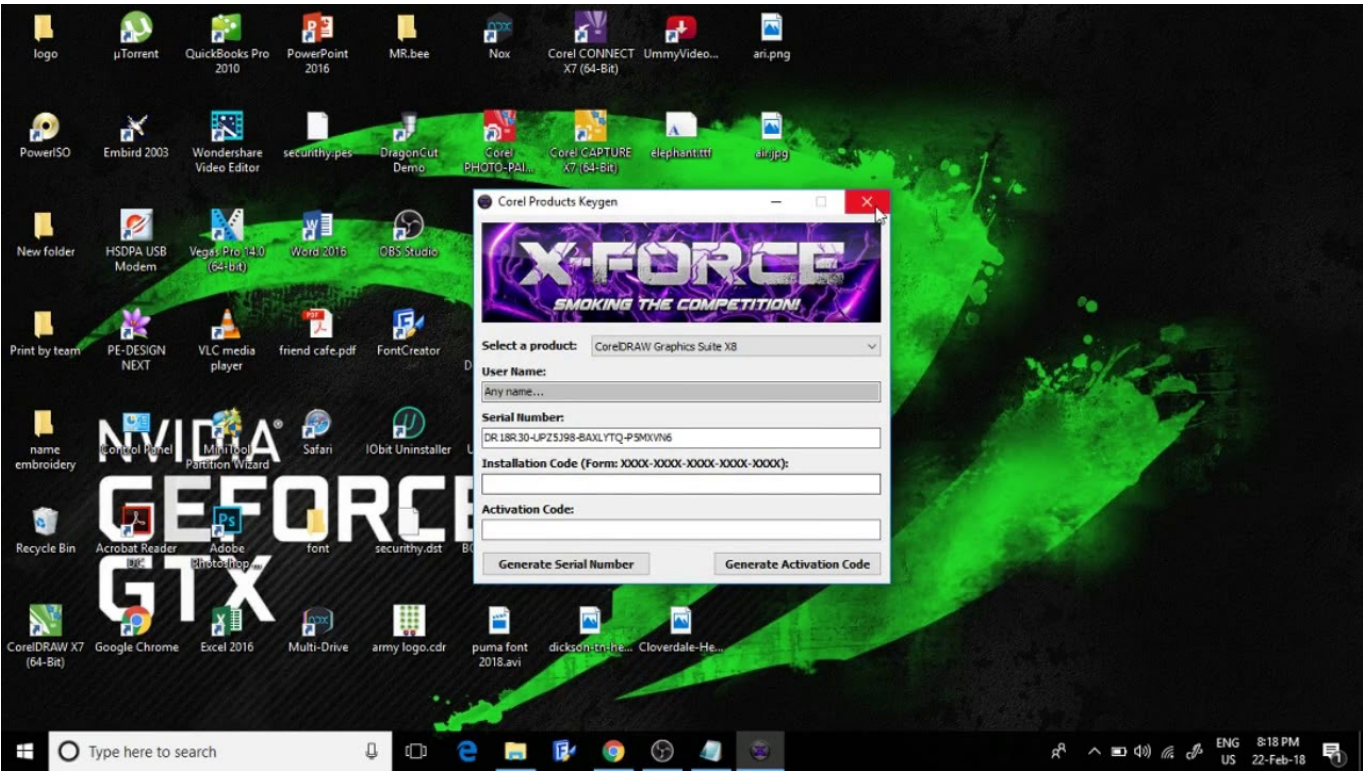 logo
µTorrent
QuickBooks Pro
2010
PowerPoint
2016
MR.bee
Nox
Corel CONNECT
X7 (64-Bit)
UmmyVideo...
ari.png
PowerISO
Embird 2003
Wondershare
Video Editor
securithy.pes
DragonCut
Demo
Corel
PHOTO-PAI...
Corel CAPTURE
X7 (64-Bit)
elephant.ttf
Corel Products Keygen
X-FORCE
SMOKING THE COMPETITION!
New folder
HSDPA USB
Modem
Vegas Pro 14.0
(64-bit)
Word 2016
OBS Studio
Select a product:
CorelDRAW Graphics Suite X8
User Name:
Any name...
Serial Number:
DR18R30-UPZ5J98-BAXLYTQ-P5MXVN6
Installation Code (Form: XXXX-XXXX-XXXX-XXXX-XXXX):
Activation Code:
Generate Serial Number
Generate Activation Code
Print by team
PE-DESIGN
NEXT
VLC media
player
friend cafe.pdf
FontCreator
name
embroidery
Control Panel
MiniTool
Partition Wizard
Safari
IObit Uninstaller
NVIDIA®
GEFORCE
GTX
Recycle Bin
Acrobat Reader
DC
Adobe
Photoshop ...
font
securithy.dst
CorelDRAW X7
(64-Bit)
Google Chrome
Excel 2016
Multi-Drive
army logo.cdr
puma font
2018.avi
dickson-tn-he...
Cloverdale-He...
Type here to search
ENG
US
8:18 PM
22-Feb-18